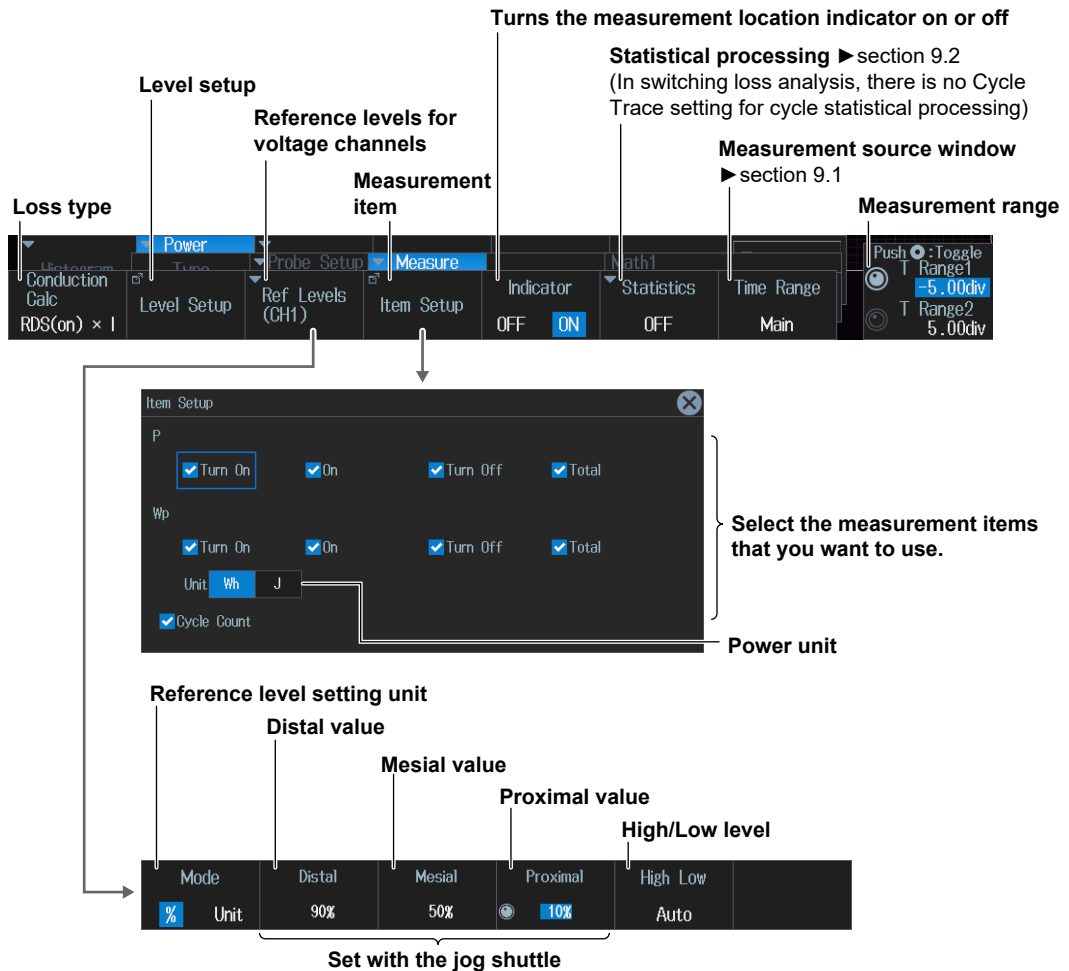 Turns the measurement location indicator on or off
Statistical processing ►section 9.2
(In switching loss analysis, there is no Cycle
Trace setting for cycle statistical processing)
Level setup
Reference levels for
voltage channels
Measurement source window
►section 9.1
Measurement
item
Loss type
Measurement range
Power
Histogram
Type
Probe Setup
Measure
Math1
Push :Toggle
T Range1
-5.00div
T Range2
5.00div
Conduction
Calc
RDS(on) × I
Level Setup
Ref Levels
(CH1)
Item Setup
Indicator
OFF ON
Statistics
OFF
Time Range
Main
Item Setup
P
Turn On On Turn Off Total
Wp
Turn On On Turn Off Total
Unit Wh J
Cycle Count
Select the measurement items
that you want to use.
Power unit
Reference level setting unit
Distal value
Mesial value
Proximal value
High/Low level
Mode Distal Mesial Proximal High Low
% Unit 90% 50% 10% Auto
Set with the jog shuttle